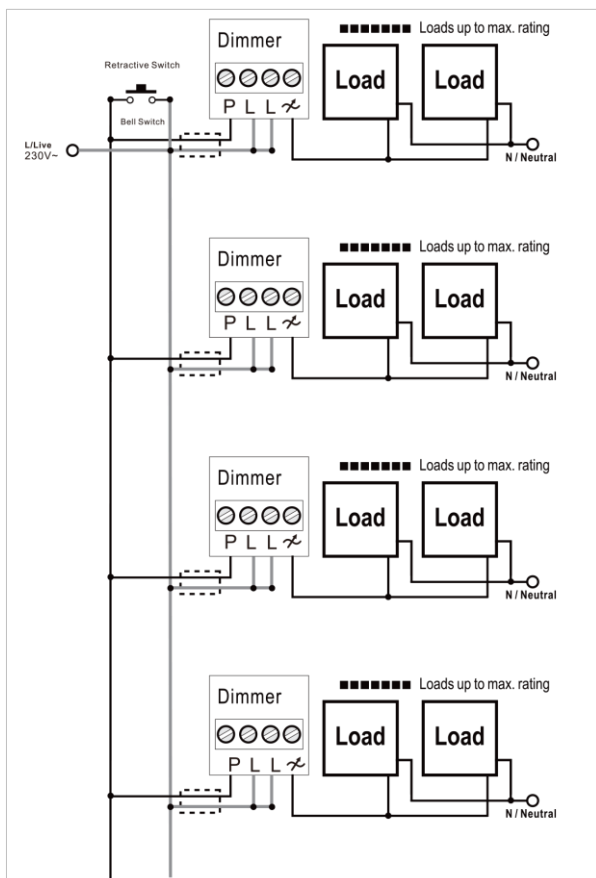 Dimmer
Loads up to max. rating
Retractive Switch
Load Load
P L L
Bell Switch
L/Live
230V~
N / Neutral
Dimmer
Loads up to max. rating
Load Load
P L L
N / Neutral
Dimmer
Loads up to max. rating
Load Load
P L L
N / Neutral
Dimmer
Loads up to max. rating
Load Load
P L L
N / Neutral